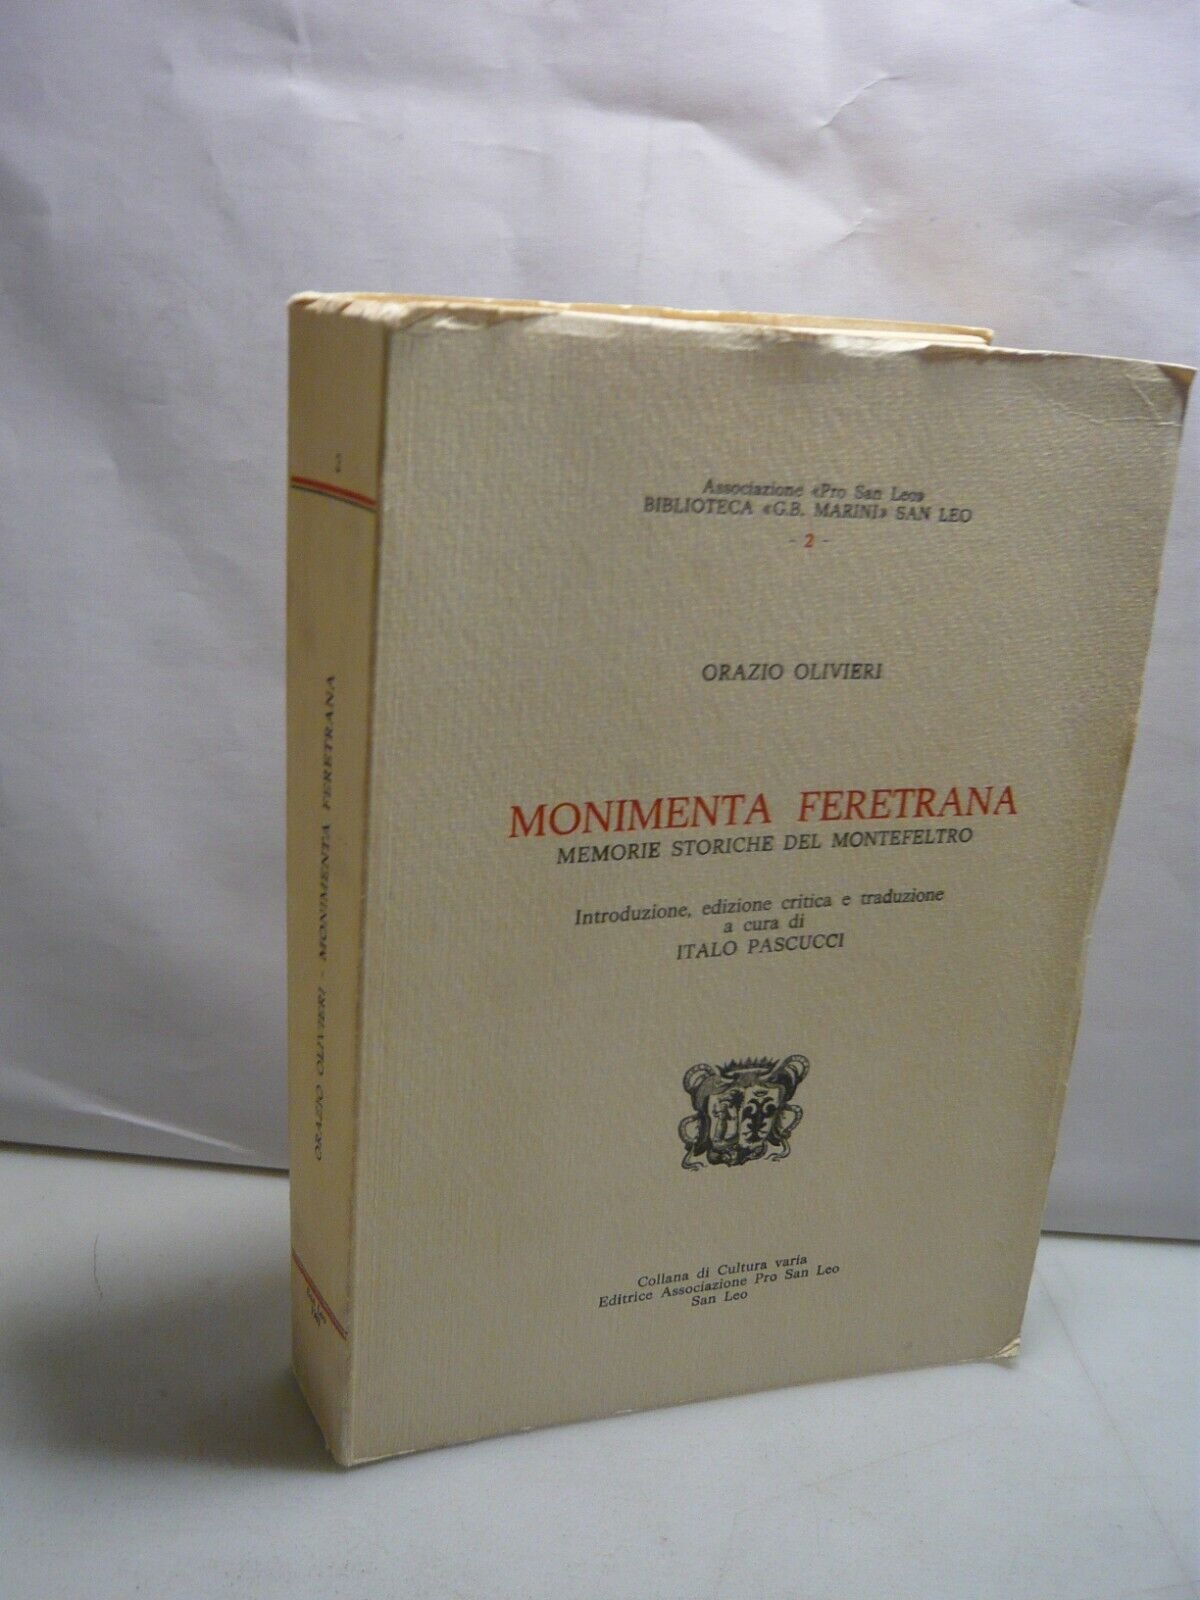 Associazione «Pro San Leo»
BIBLIOTECA «G.B. MARINI» SAN LEO
- 2 -
ORAZIO OLIVIERI
MONIMENTA FERETRANA
MEMORIE STORICHE DEL MONTEFELTRO
Introduzione, edizione critica e traduzione
a cura di
ITALO PASCUCCI
Collana di Cultura varia
Editrice Associazione Pro San Leo
San Leo
ORAZIO OLIVIERI - MONIMENTA FERETRANA